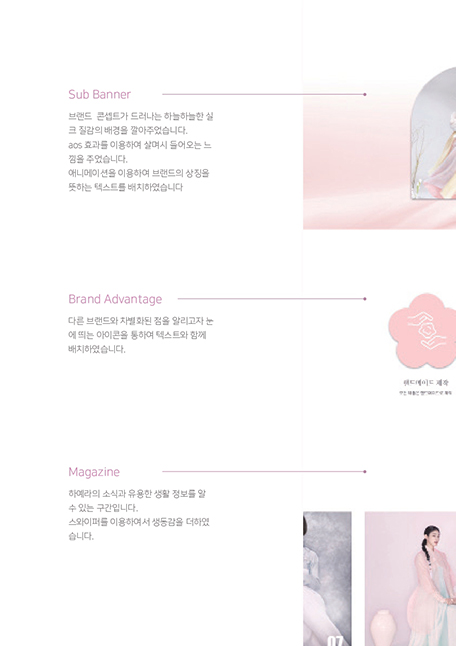 Sub Banner
브랜드 콘셉트가 드러나는 하늘하늘한 실
크 질감의 배경을 깔아주었습니다.
aos 효과를 이용하여 살며시 들어오는 느
낌을 주었습니다.
애니메이션을 이용하여 브랜드의 상징을
뜻하는 텍스트를 배치하였습니다
Brand Advantage
다른 브랜드와 차별화된 점을 알리고자 눈
에 띄는 아이콘을 통하여 텍스트와 함께
배치하였습니다.
핸드메이드 제작
Magazine
하예라의 소식과 유용한 생활 정보를 알
수 있는 구간입니다.
스와이퍼를 이용하여서 생동감을 더하였
습니다.
07